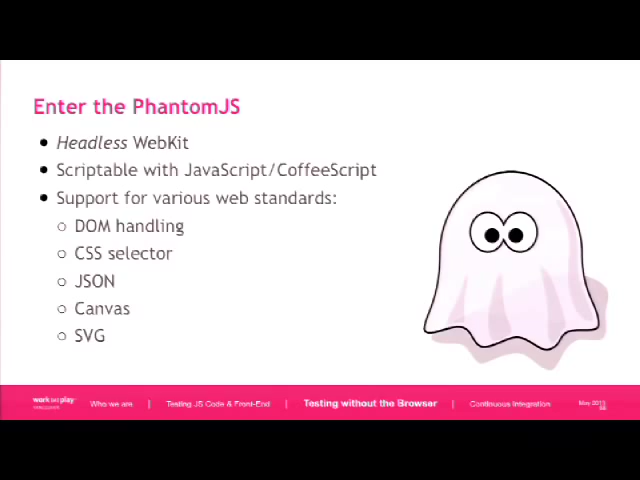 Enter the PhantomJS
Headless WebKit
Scriptable with JavaScript/CoffeeScript
Support for various web standards:
DOM handling
CSS selector
JSON
Canvas
SVG
Who we are | Testing JS Code & Front-End | Testing without the Browser | Continuous Integration